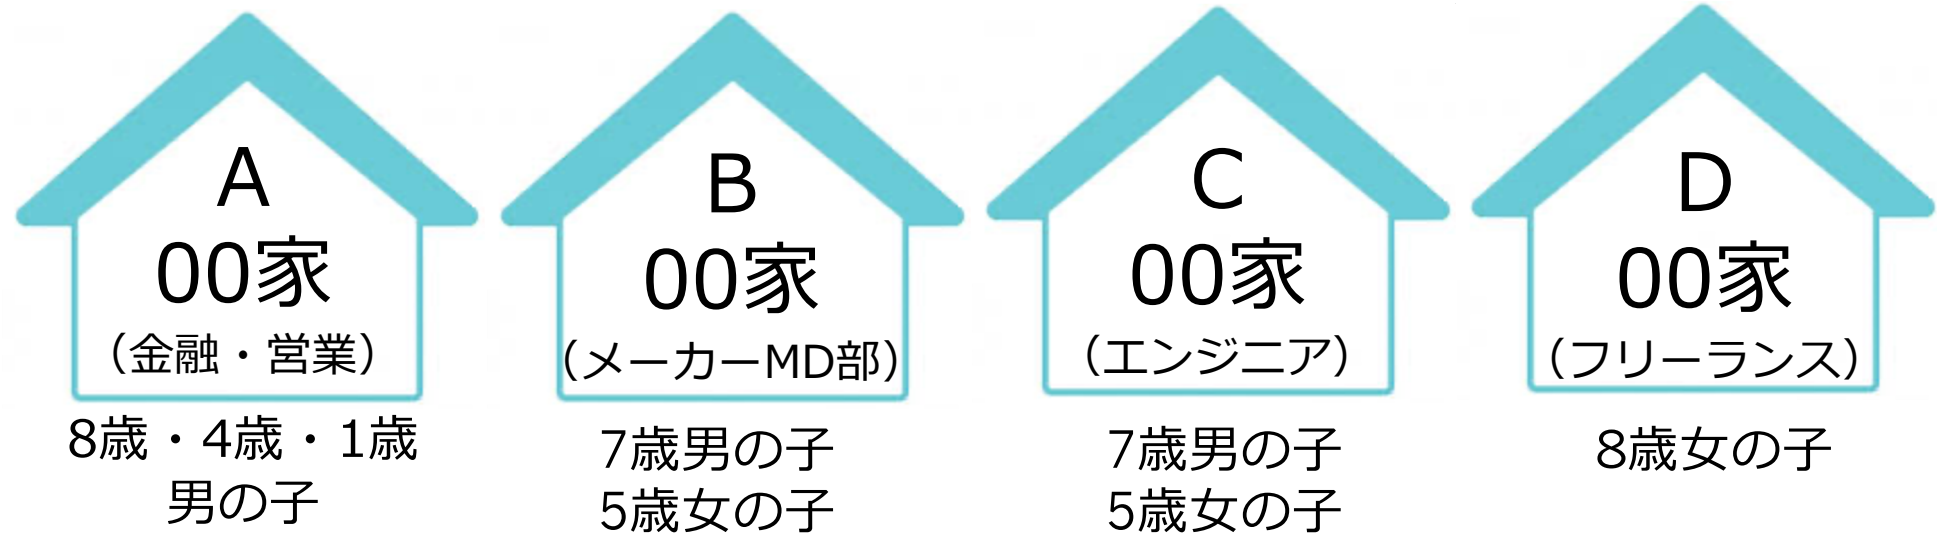 A
00家
（金融・営業）
8歳・4歳・1歳
男の子
B
00家
（メーカーMD部）
7歳男の子
5歳女の子
C
00家
（エンジニア）
7歳男の子
5歳女の子
D
00家
（フリーランス）
8歳女の子